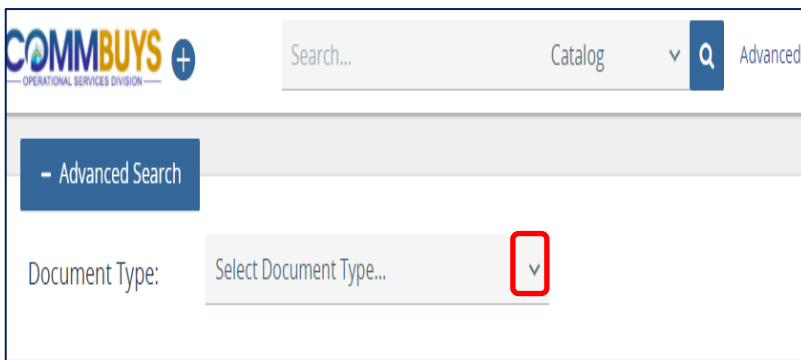 COMMBUYS
OPERATIONAL SERVICES DIVISION
Search...
Catalog
Advanced
– Advanced Search
Document Type:
Select Document Type...